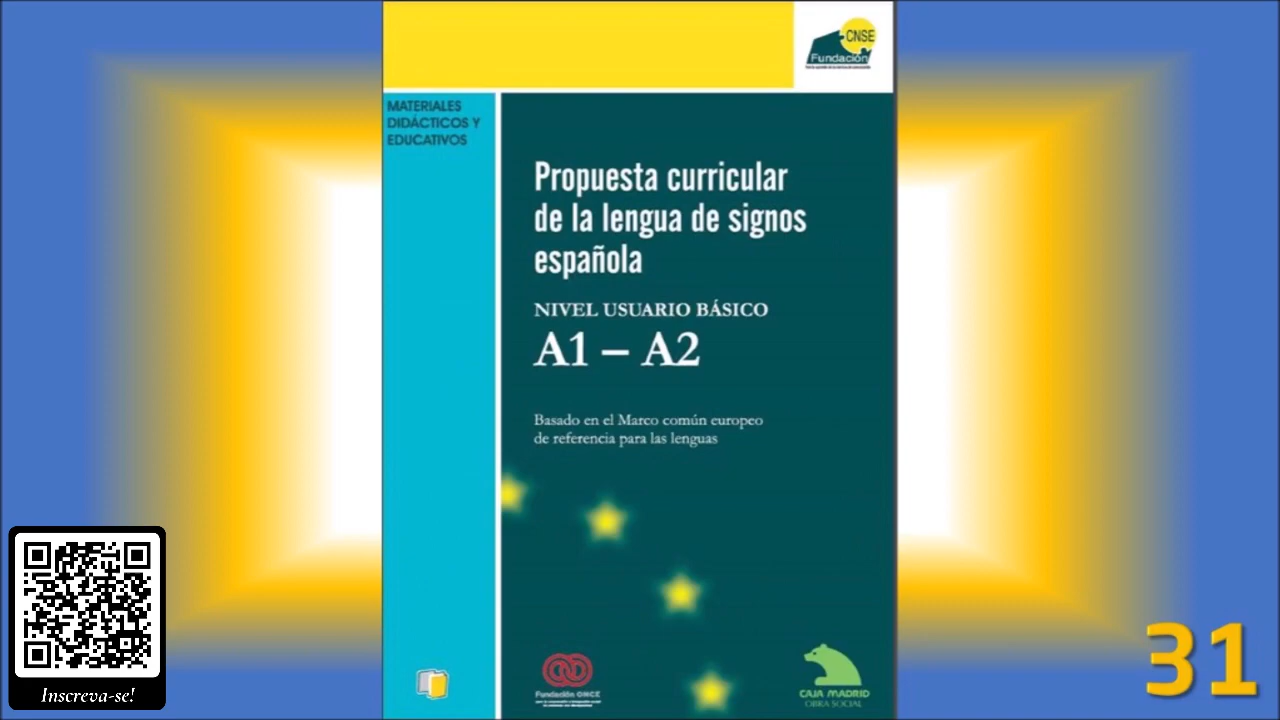 CNSE
Fundación
MATERIALES
DIDÁCTICOS Y
EDUCATIVOS
Propuesta curricular
de la lengua de signos
española
NIVEL USUARIO BÁSICO
A1 – A2
Basado en el Marco común europeo
de referencia para las lenguas
Fundación ONCE
CAJA MADRID
OBRA SOCIAL
Inscreva-se!
31